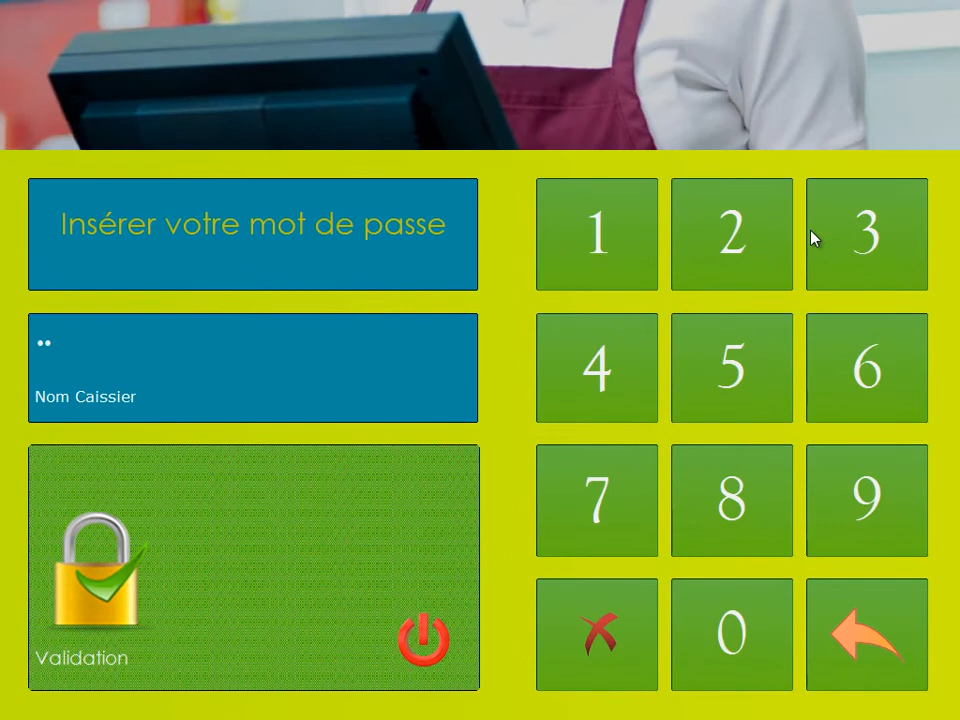 Insérer votre mot de passe
••
Nom Caissier
Validation
1 2 3
4 5 6
7 8 9
0